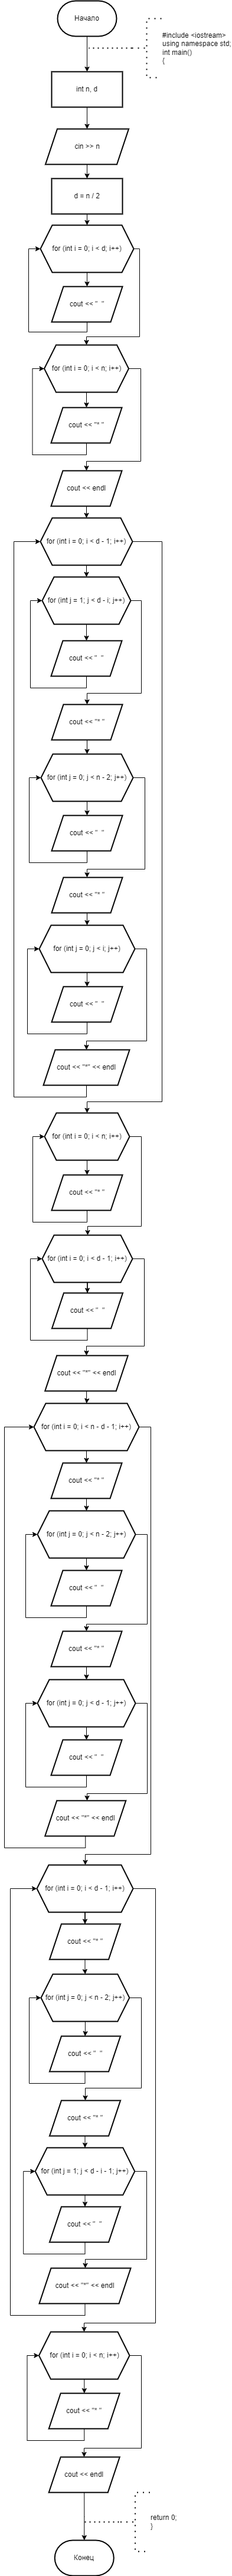 Начало
#include <iostream>
using namespace std;
int main()
{
int n, d
cin >> n
d = n / 2
for (int i = 0; i < d; i++)
cout << "  "
for (int i = 0; i < n; i++)
cout << "* "
cout << endl
for (int i = 0; i < d - 1; i++)
for (int j = 1; j < d - i; j++)
cout << "  "
cout << "* "
for (int j = 0; j < n - 2; j++)
cout << "  "
cout << "* "
for (int j = 0; j < i; j++)
cout << "  "
cout << "*" << endl
for (int i = 0; i < n; i++)
cout << "* "
for (int i = 0; i < d - 1; i++)
cout << "  "
cout << "*" << endl
for (int i = 0; i < n - d - 1; i++)
cout << "* "
for (int j = 0; j < n - 2; j++)
cout << "  "
cout << "* "
for (int j = 0; j < d - 1; j++)
cout << "  "
cout << "*" << endl
for (int i = 0; i < d - 1; i++)
cout << "* "
for (int j = 0; j < n - 2; j++)
cout << "  "
cout << "* "
for (int j = 1; j < d - i - 1; j++)
cout << "  "
cout << "*" << endl
for (int i = 0; i < n; i++)
cout << "* "
cout << endl
return 0;
}
Конец